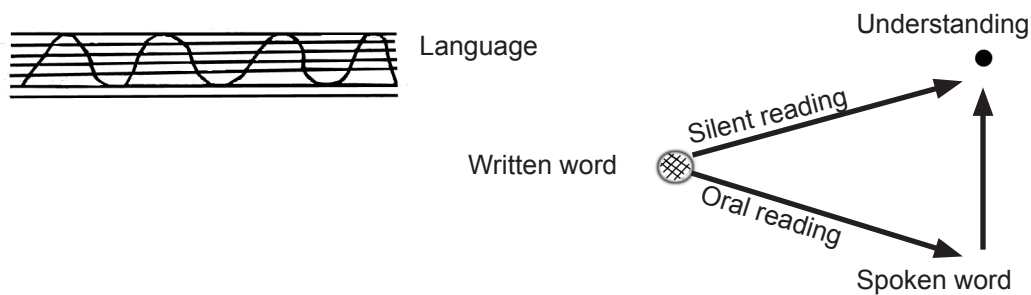 Language
Understanding
Silent reading
Written word
Oral reading
Spoken word